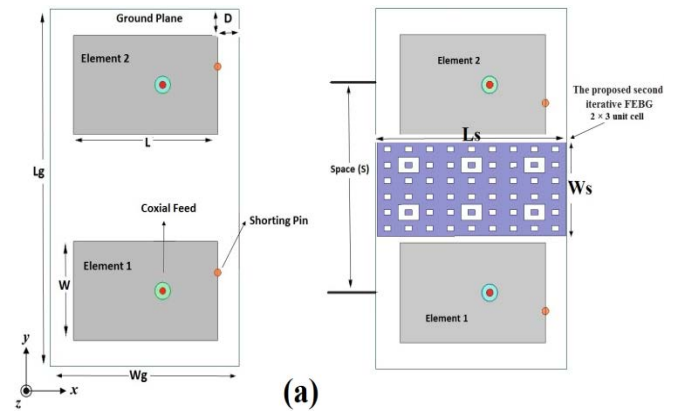 Ground Plane
D
Element 2
L
Lg
Coxial Feed
Shorting Pin
Element 1
W
Wg
y
x
z
(a)
Element 2
The proposed second
iterative FEBG
2 × 3 unit cell
Ls
Space (S)
Ws
Element 1